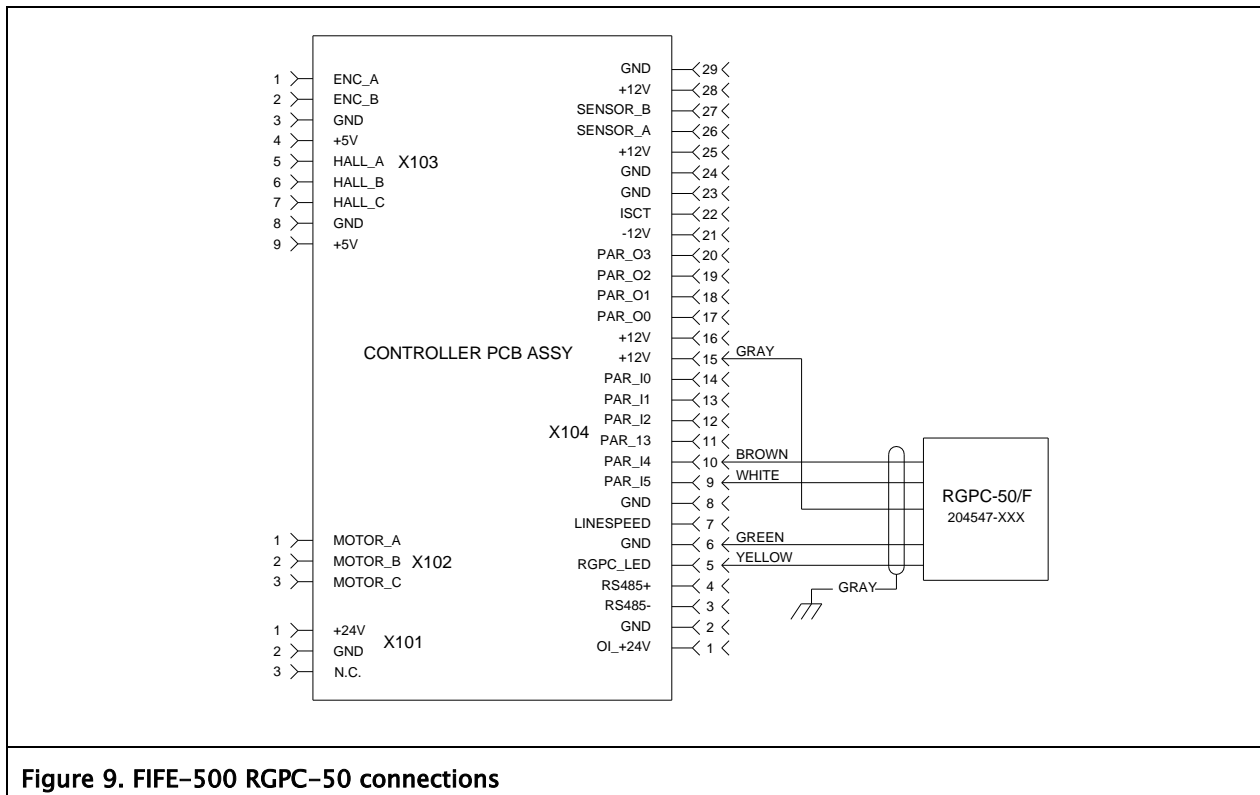 1 ENC_A
2 ENC_B
3 GND
4 +5V
5 HALL_A
6 HALL_B
7 HALL_C
8 GND
9 +5V
X103
CONTROLLER PCB ASSY
1 MOTOR_A
2 MOTOR_B
3 MOTOR_C
X102
1 +24V
2 GND
3 N.C.
X101
GND 29
+12V 28
SENSOR_B 27
SENSOR_A 26
+12V 25
GND 24
GND 23
ISCT 22
-12V 21
PAR_O3 20
PAR_O2 19
PAR_O1 18
PAR_O0 17
+12V 16
+12V 15 GRAY
PAR_I0 14
PAR_I1 13
PAR_I2 12
X104
PAR_13 11
PAR_I4 10 BROWN
PAR_I5 9 WHITE
GND 8
LINESPEED 7
GND 6 GREEN
RGPC_LED 5 YELLOW
RS485+ 4
RS485- 3
GND 2
OI_+24V 1
GRAY
RGPC-50/F
204547-XXX
Figure 9. FIFE-500 RGPC-50 connections